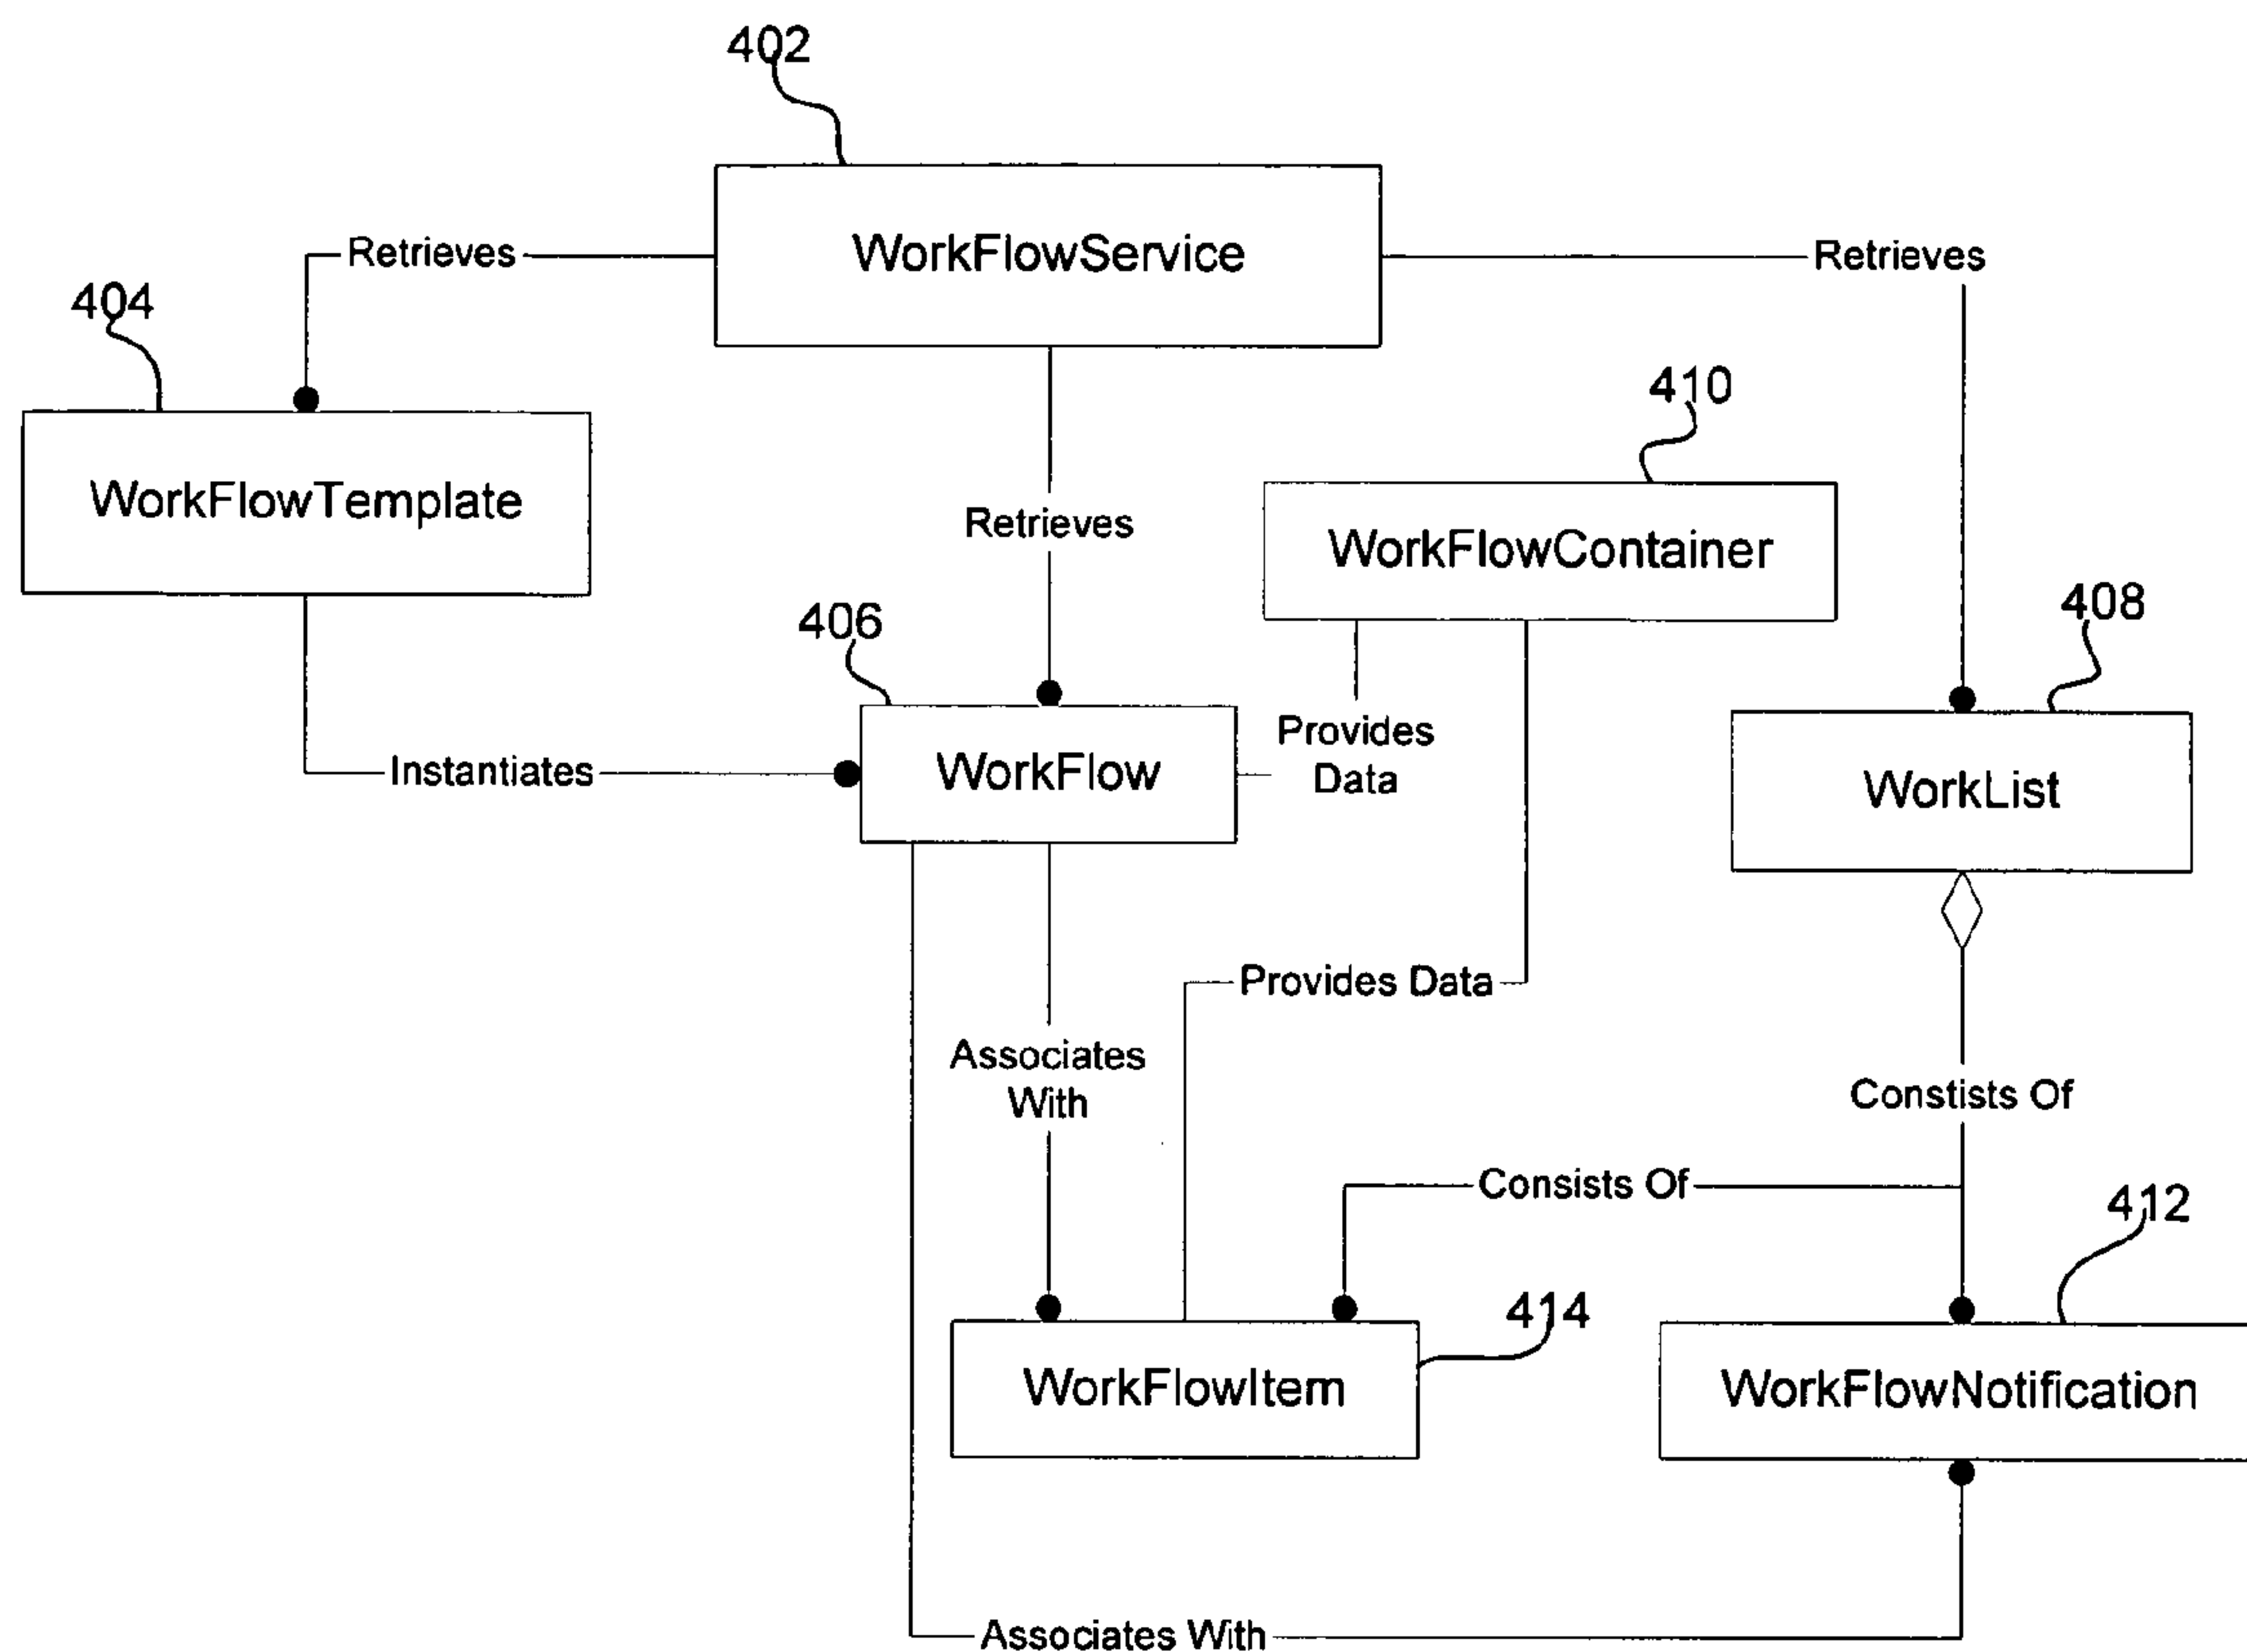 402
Retrieves
WorkFlowService
Retrieves
404
410
WorkFlowTemplate
Retrieves
WorkFlowContainer
408
406
Provides
Data
Instantiates
WorkFlow
WorkList
Provides Data
Associates
With
Constists Of
Consists Of
412
414
WorkFlowItem
WorkFlowNotification
Associates With